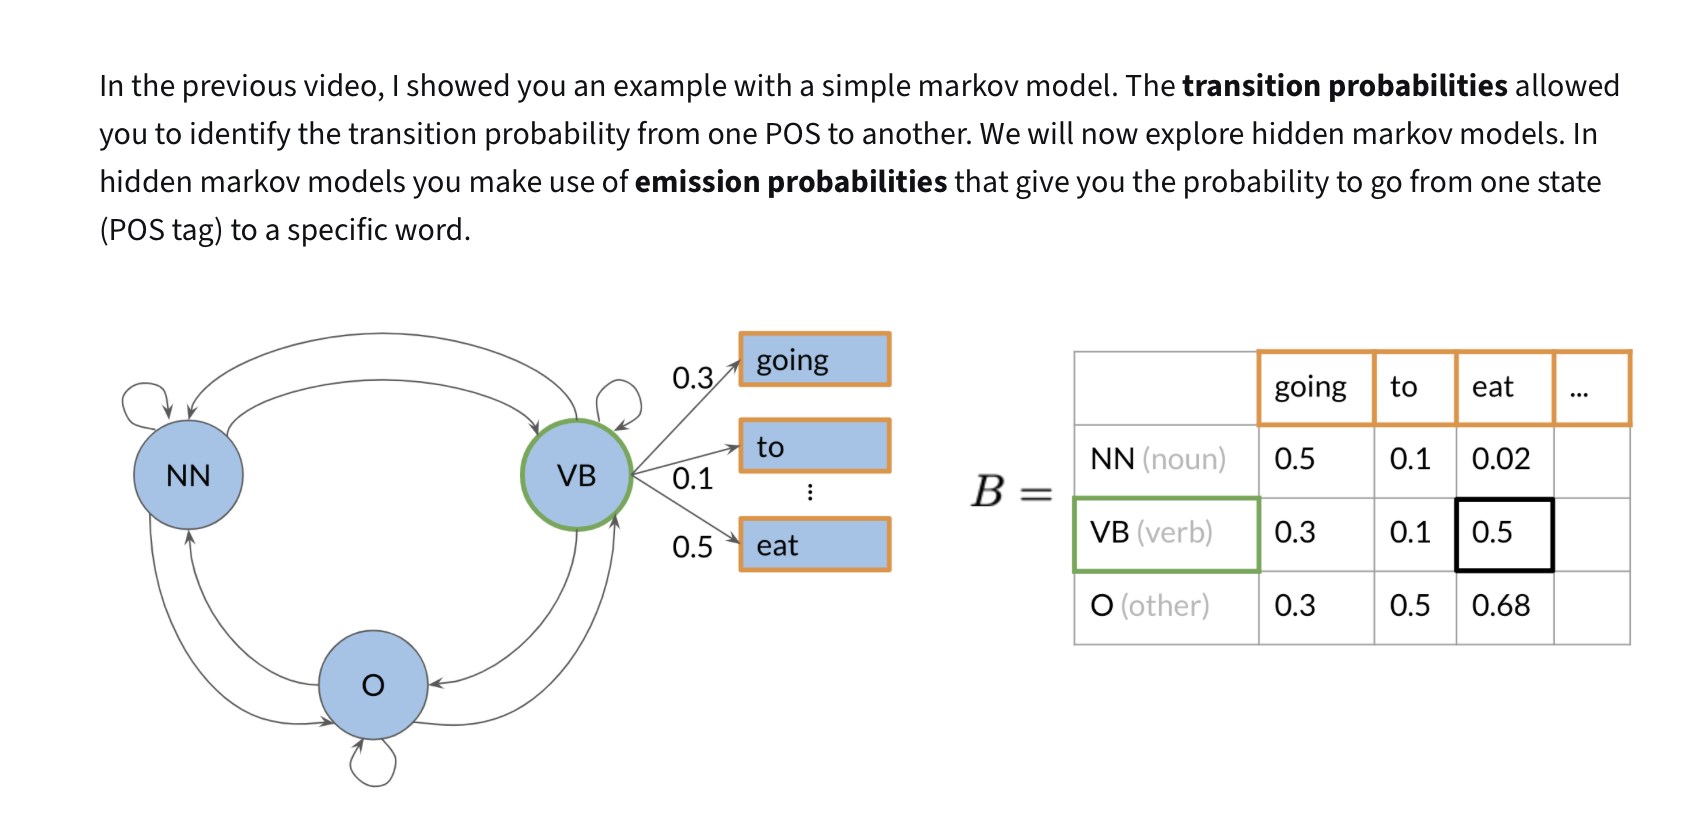 In the previous video, I showed you an example with a simple markov model. The transition probabilities allowed
you to identify the transition probability from one POS to another. We will now explore hidden markov models. In
hidden markov models you make use of emission probabilities that give you the probability to go from one state
(POS tag) to a specific word.
NN
VB
O
0.3
going
0.1
to
⋮
0.5
eat
B =
going to eat ...
NN (noun) 0.5 0.1 0.02
VB (verb) 0.3 0.1 0.5
O (other) 0.3 0.5 0.68